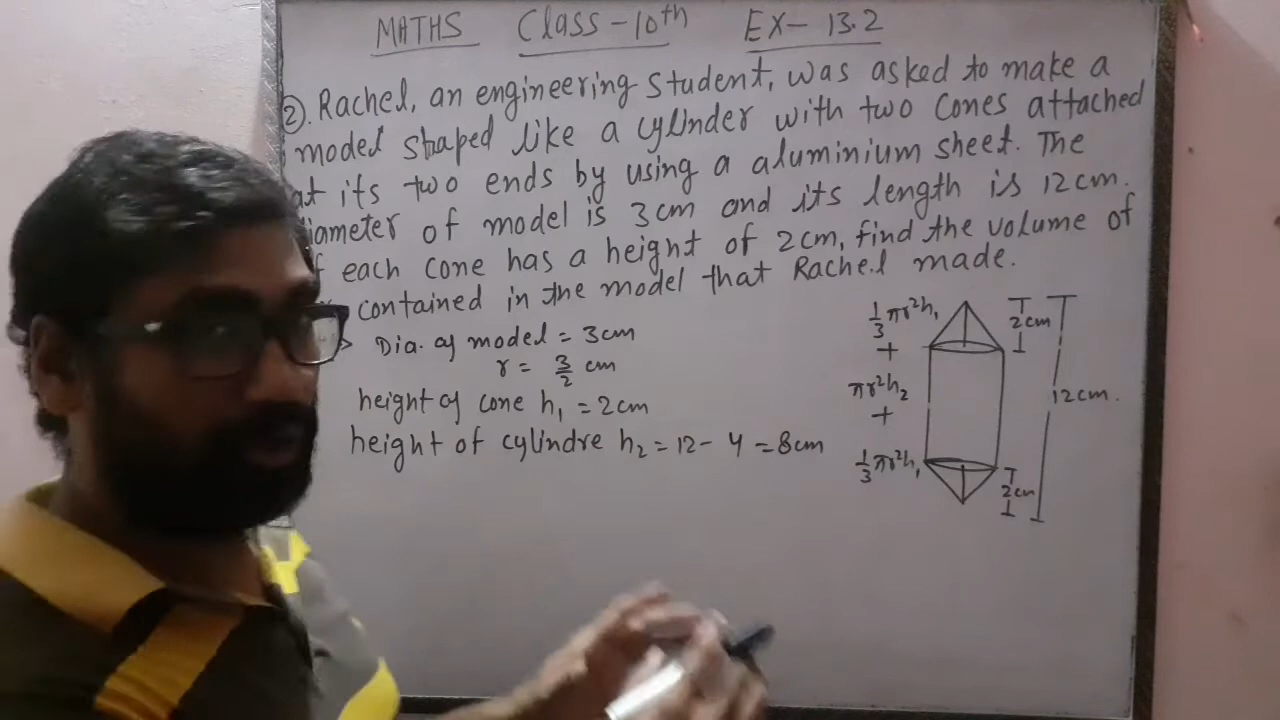 MATHS Class-10th EX- 13.2
2). Rachel, an engineering student, was asked to make a
model shaped like a cylinder with two cones attached
at its two ends by using a aluminium sheet. The
iameter of model is 3cm and its length is 12cm.
f each cone has a height of 2cm, find the volume of
contained in the model that Rachel made.
Dia. of model = 3cm
r = 3/2 cm
height of cone h₁ = 2cm
height of cylindre h₂ = 12- 4 = 8cm
1/3 πr²h₁
+
πr²h₂
+
1/3 πr²h₁
2cm
12cm.
2cm